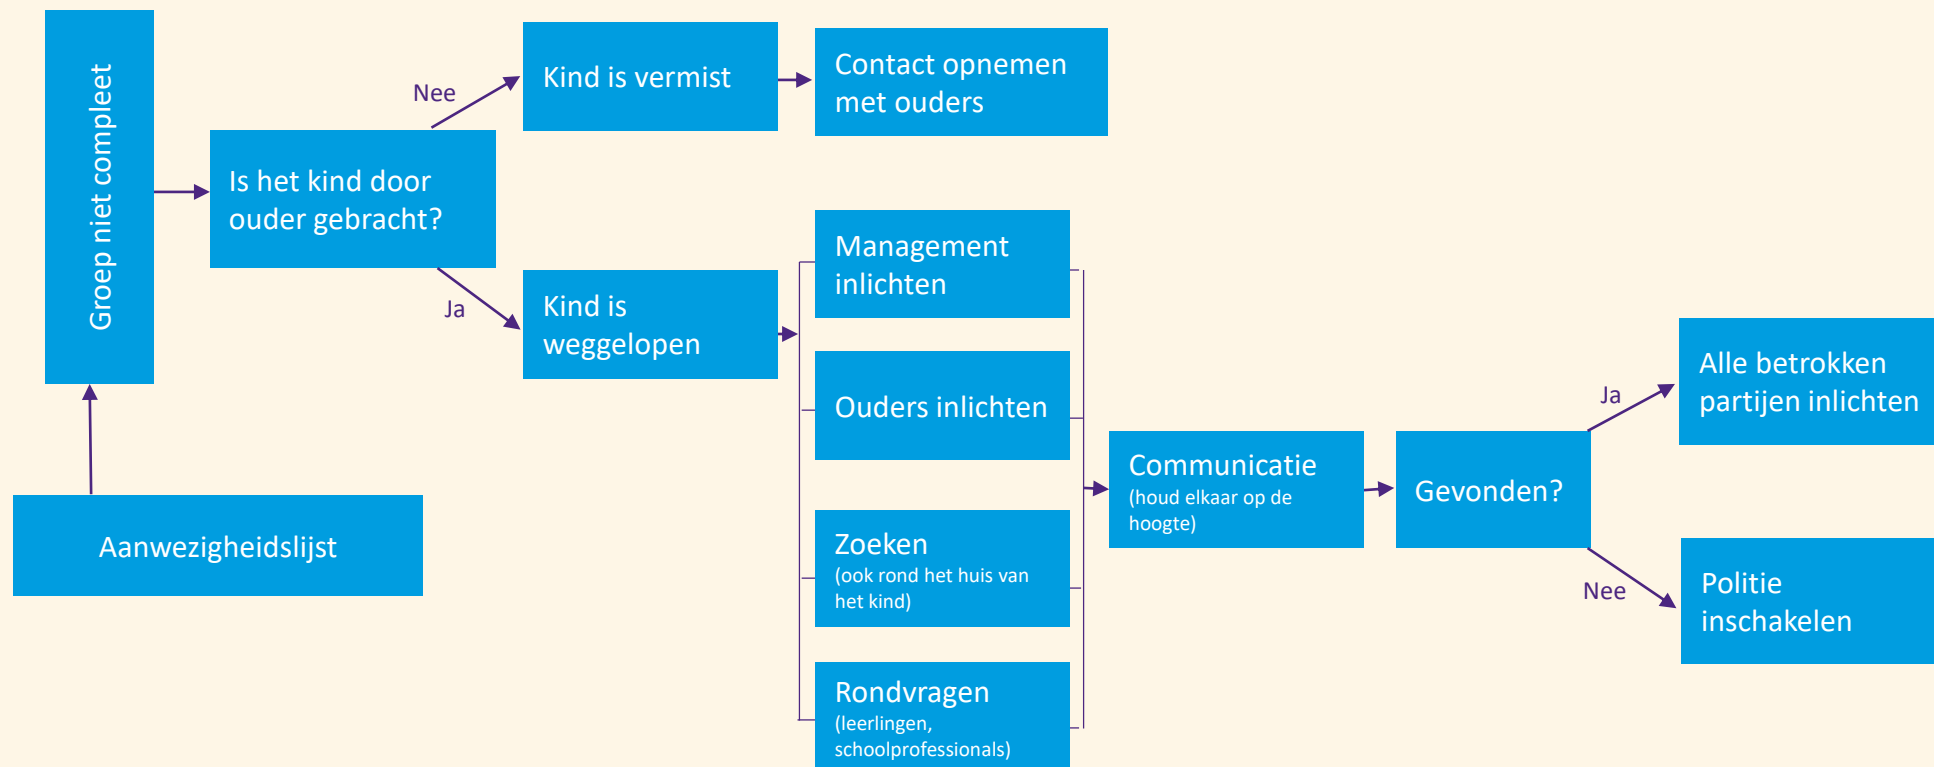 Groep niet compleet
Aanwezigheidslijst
Is het kind door
ouder gebracht?
Nee
Kind is vermist
Contact opnemen
met ouders
Ja
Kind is
weggelopen
Management
inlichten
Ouders inlichten
Zoeken
(ook rond het huis van
het kind)
Rondvragen
(leerlingen,
schoolprofessionals)
Communicatie
(houd elkaar op de
hoogte)
Gevonden?
Ja
Alle betrokken
partijen inlichten
Nee
Politie
inschakelen